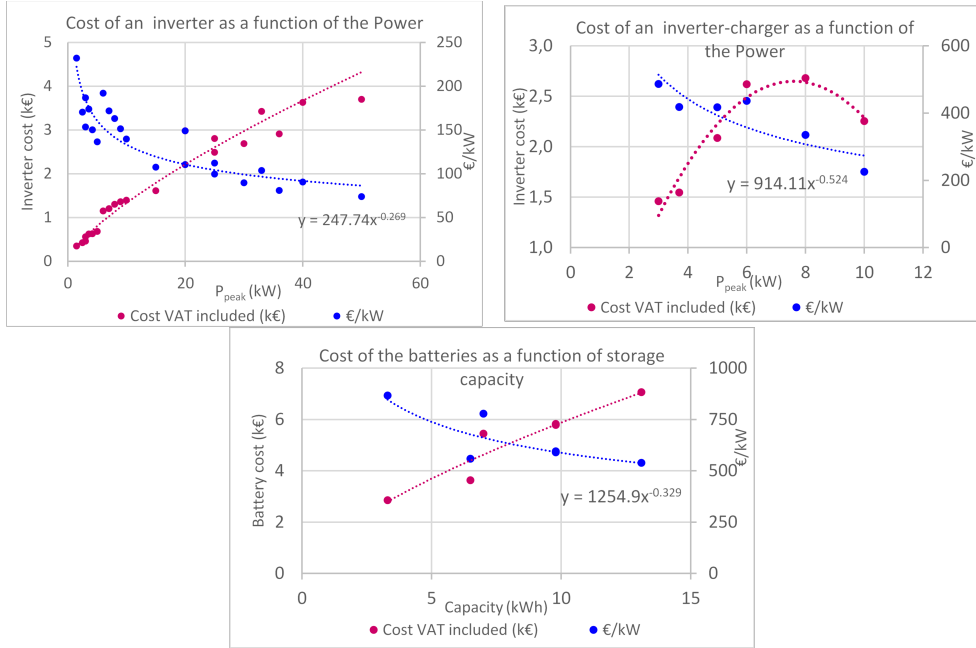 Cost of an  inverter as a function of the Power
5
4
3
2
1
0
Inverter cost (k€)
250
200
150
100
50
0
€/kW
y = 247.74x^-0.269
0 20 40 60
P_peak (kW)
Cost VAT included (k€) €/kW
Cost of an  inverter-charger as a function of
the Power
3,0
2,5
2,0
1,5
1,0
Inverter cost (k€)
600
500
400
300
200
100
0
€/kW
y = 914.11x^-0.524
0 2 4 6 8 10 12
P_peak (kW)
Cost VAT included (k€) €/kW
Cost of the batteries as a function of storage
capacity
8
6
4
2
0
Battery cost (k€)
1000
750
500
250
0
€/kW
y = 1254.9x^-0.329
0 5 10 15
Capacity (kWh)
Cost VAT included (k€) €/kW